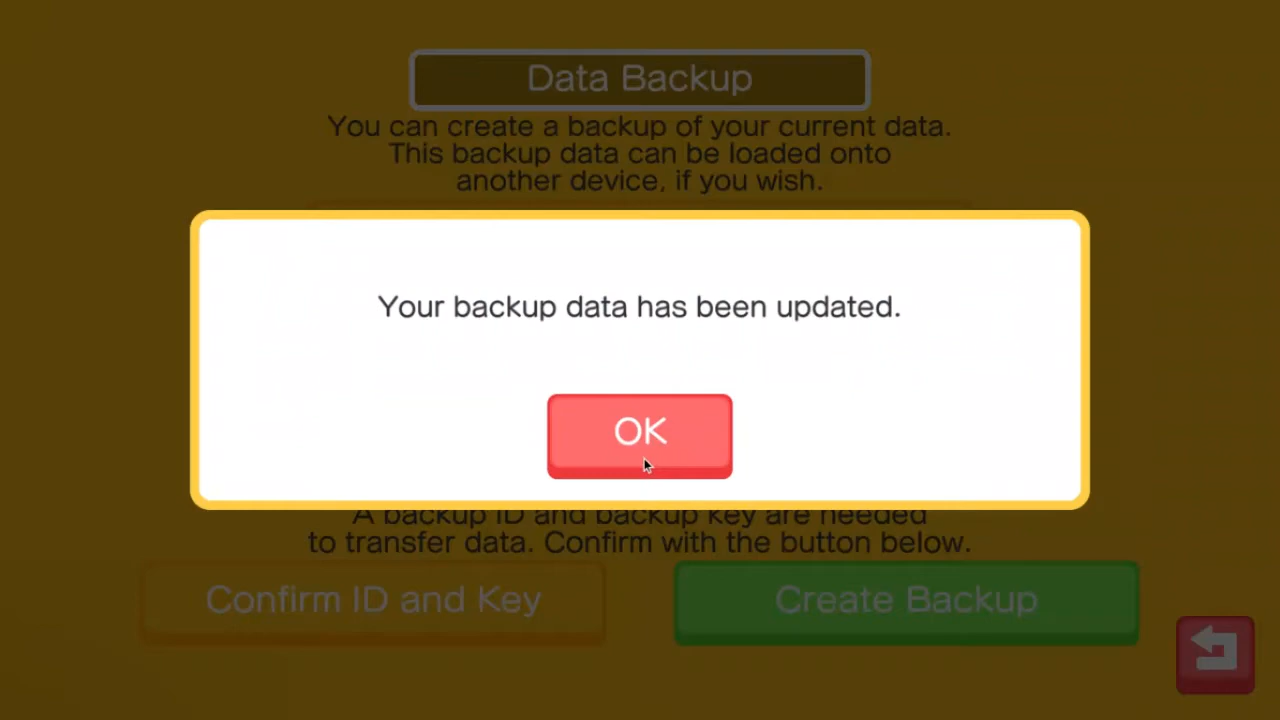 Data Backup
You can create a backup of your current data.
This backup data can be loaded onto
another device, if you wish.
Your backup data has been updated.
OK
A backup ID and backup key are needed
to transfer data. Confirm with the button below.
Confirm ID and Key
Create Backup